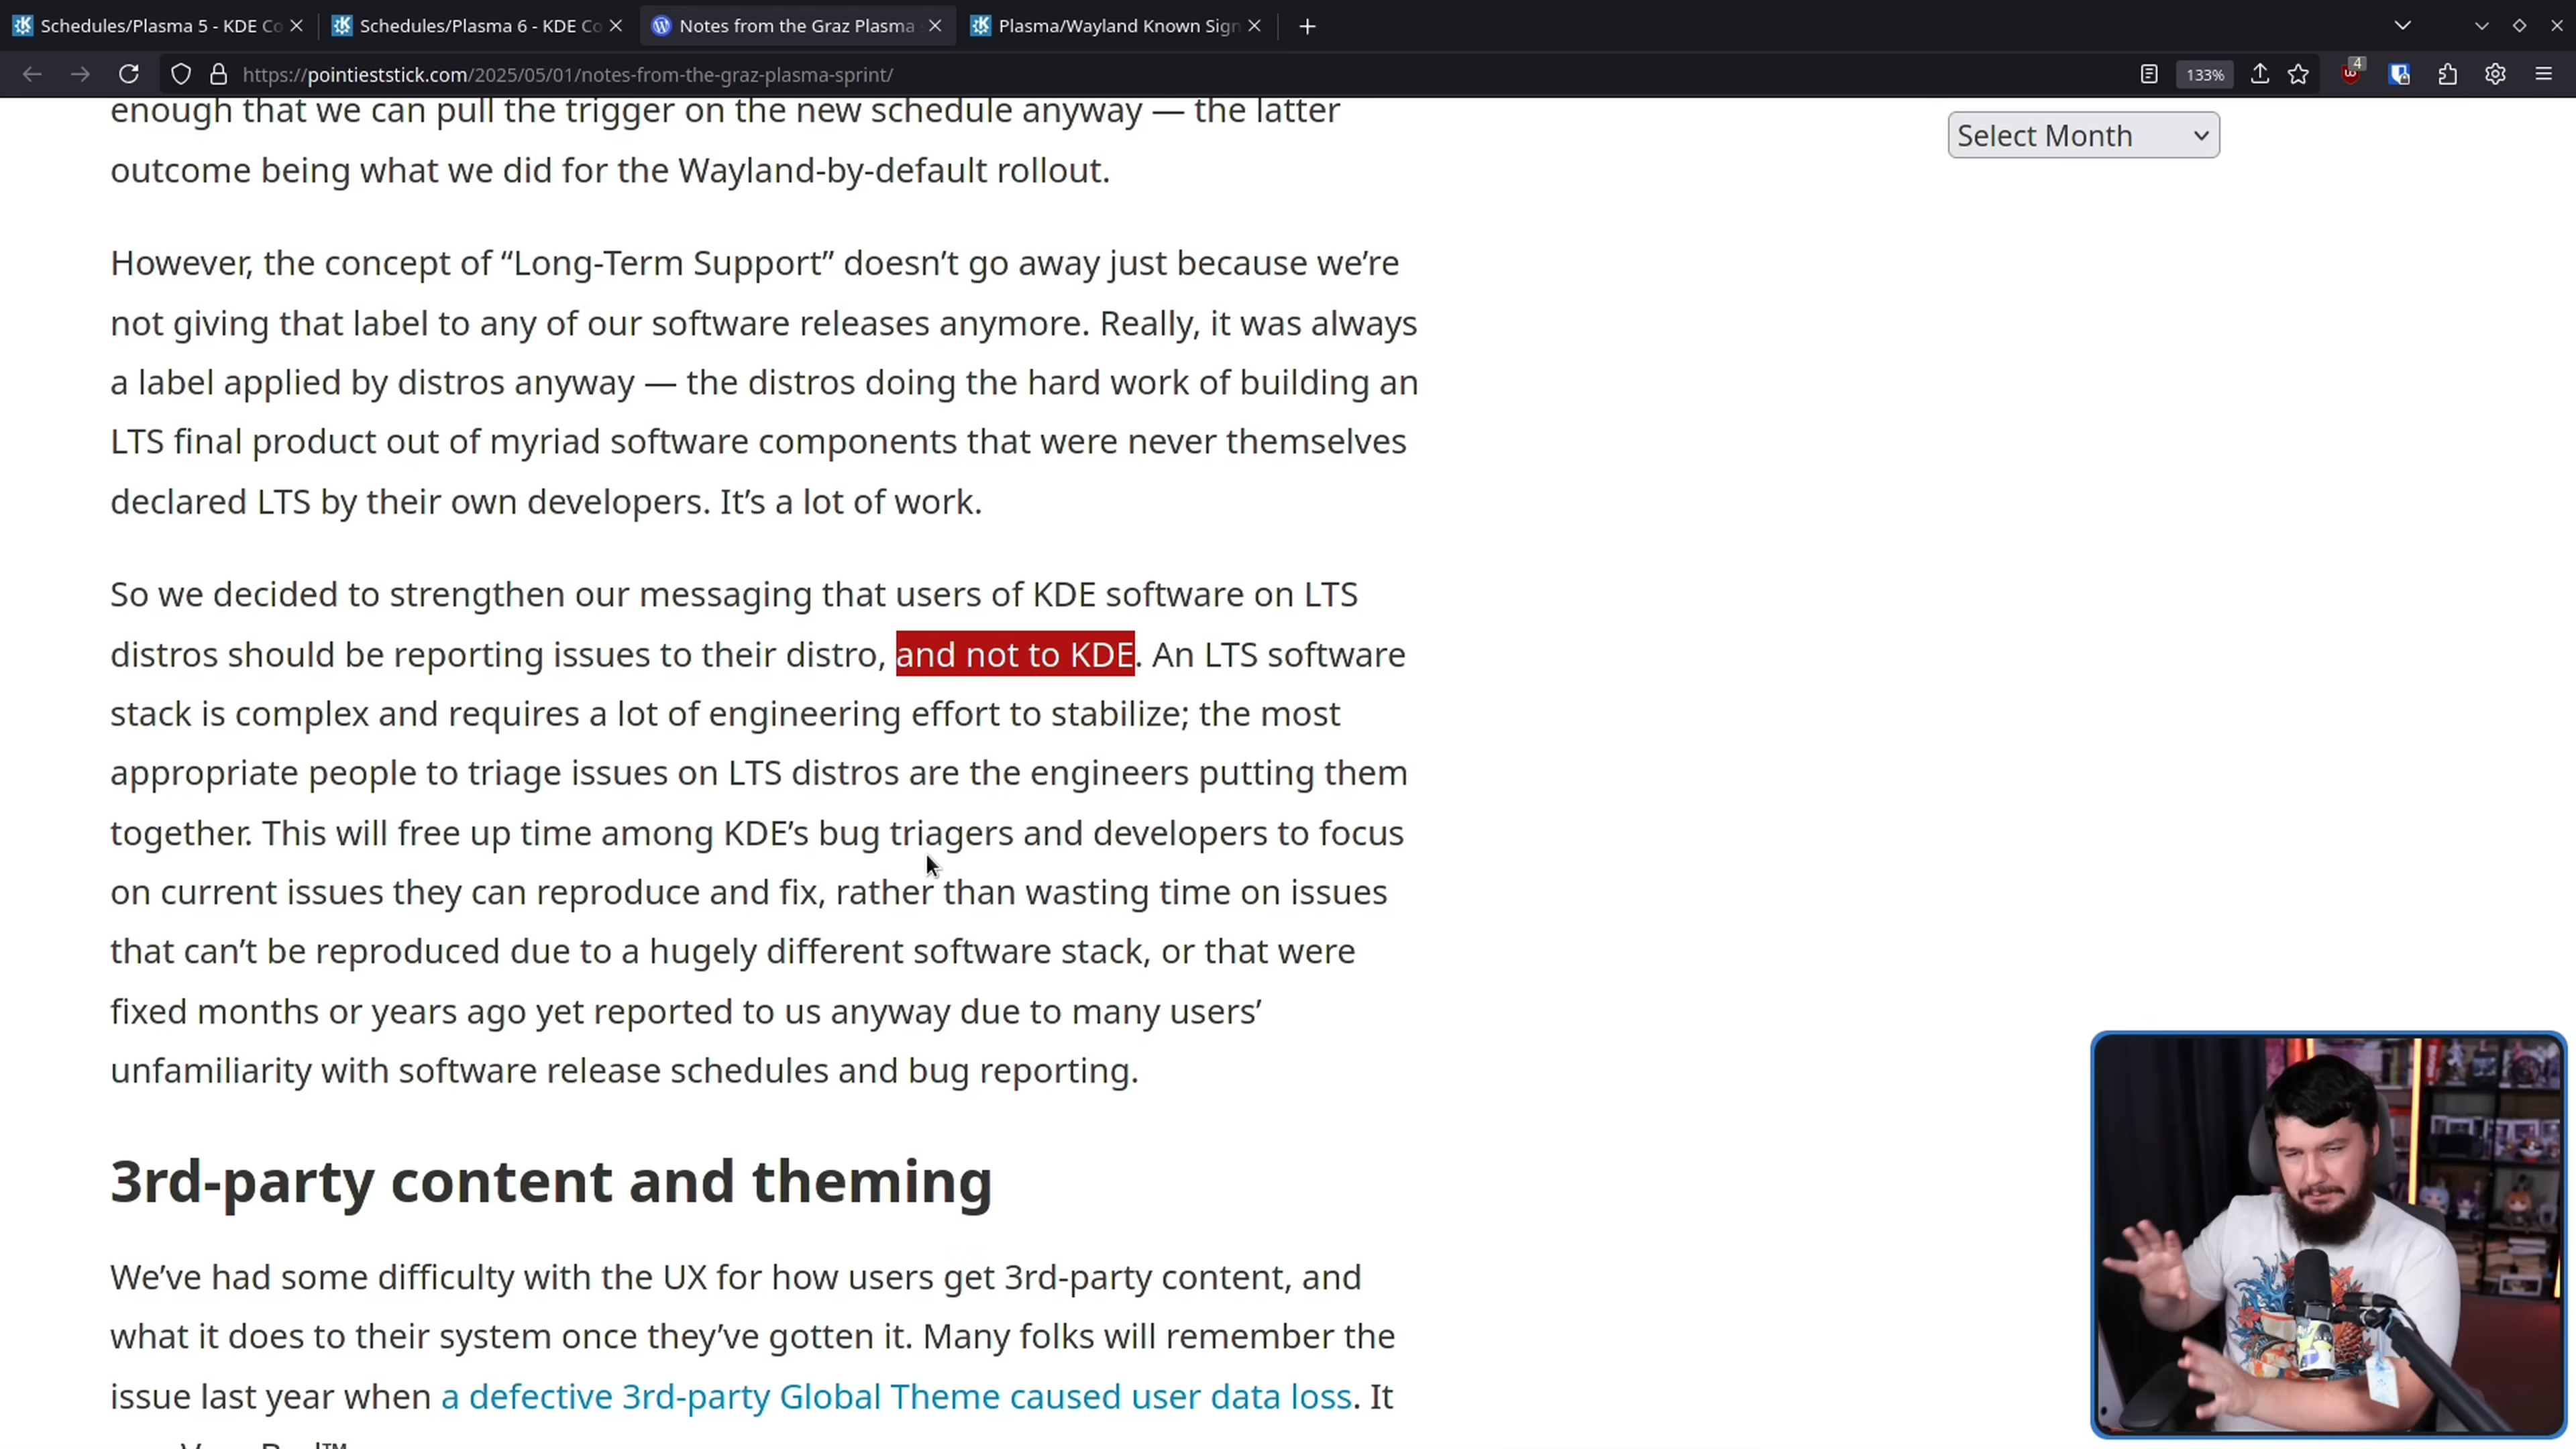 Schedules/Plasma 5 - KDE Co
Schedules/Plasma 6 - KDE Co
Notes from the Graz Plasma
Plasma/Wayland Known Sign
https://pointieststick.com/2025/05/01/notes-from-the-graz-plasma-sprint/
133%
4
enough that we can pull the trigger on the new schedule anyway — the latter
outcome being what we did for the Wayland-by-default rollout.
Select Month
However, the concept of “Long-Term Support” doesn’t go away just because we’re
not giving that label to any of our software releases anymore. Really, it was always
a label applied by distros anyway — the distros doing the hard work of building an
LTS final product out of myriad software components that were never themselves
declared LTS by their own developers. It’s a lot of work.
So we decided to strengthen our messaging that users of KDE software on LTS
distros should be reporting issues to their distro, and not to KDE. An LTS software
stack is complex and requires a lot of engineering effort to stabilize; the most
appropriate people to triage issues on LTS distros are the engineers putting them
together. This will free up time among KDE’s bug triagers and developers to focus
on current issues they can reproduce and fix, rather than wasting time on issues
that can’t be reproduced due to a hugely different software stack, or that were
fixed months or years ago yet reported to us anyway due to many users’
unfamiliarity with software release schedules and bug reporting.
3rd-party content and theming
We’ve had some difficulty with the UX for how users get 3rd-party content, and
what it does to their system once they’ve gotten it. Many folks will remember the
issue last year when a defective 3rd-party Global Theme caused user data loss. It